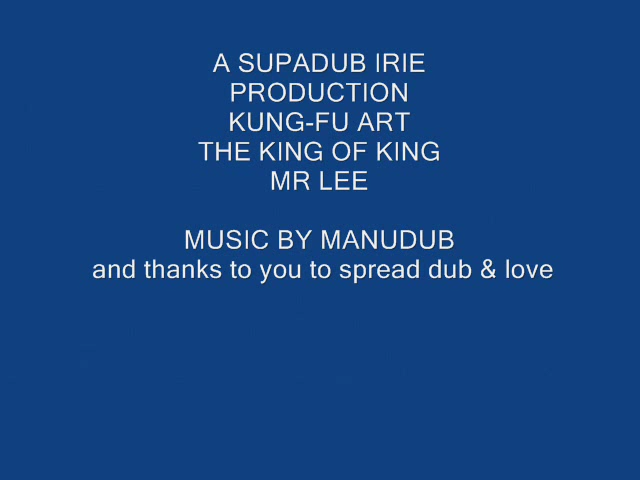 A SUPADUB IRIE
PRODUCTION
KUNG-FU ART
THE KING OF KING
MR LEE
MUSIC BY MANUDUB
and thanks to you to spread dub & love